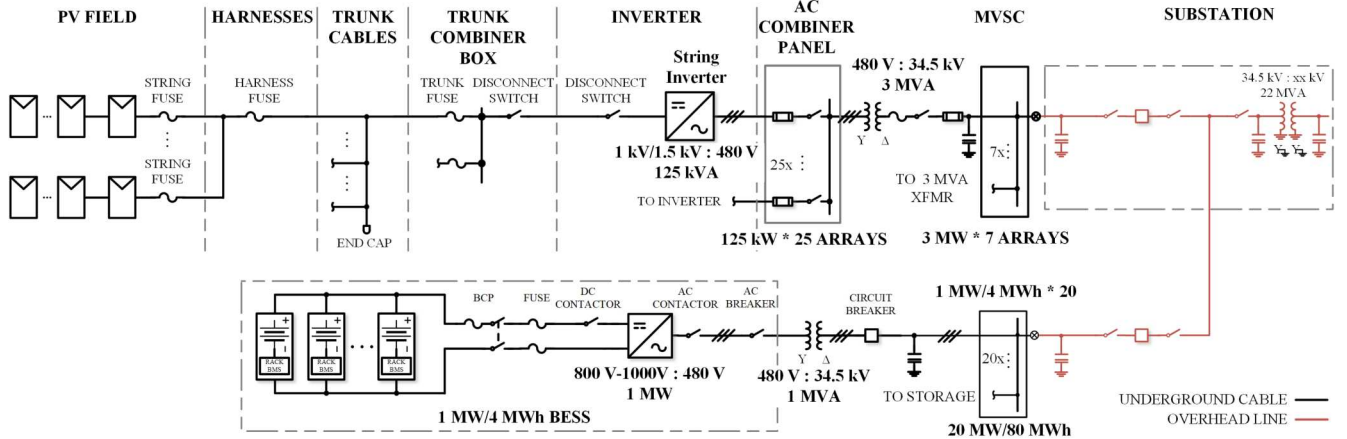 PV FIELD
HARNESSES
TRUNK
CABLES
TRUNK
COMBINER
BOX
INVERTER
AC
COMBINER
PANEL
MVSC
SUBSTATION
STRING
FUSE
HARNESS
FUSE
TRUNK
FUSE
DISCONNECT
SWITCH
DISCONNECT
SWITCH
String
Inverter
480 V : 34.5 kV
3 MVA
34.5 kV : xx kV
22 MVA
...
⋮
STRING
FUSE
...
⋮
⋮
END CAP
1 kV/1.5 kV : 480 V
125 kVA
TO INVERTER
25x ⋮
125 kW * 25 ARRAYS
Y Δ
TO 3 MVA
XFMR
7x⋮
3 MW * 7 ARRAYS
Y Y
BCP
FUSE
DC
CONTACTOR
AC
CONTACTOR
AC
BREAKER
CIRCUIT
BREAKER
1 MW/4 MWh * 20
+ + +
...
RACK
BMS
RACK
BMS
RACK
BMS
800 V-1000V : 480 V
1 MW
Y Δ
480 V : 34.5 kV
1 MVA
20x⋮
TO STORAGE
1 MW/4 MWh BESS
20 MW/80 MWh
UNDERGROUND CABLE
OVERHEAD LINE